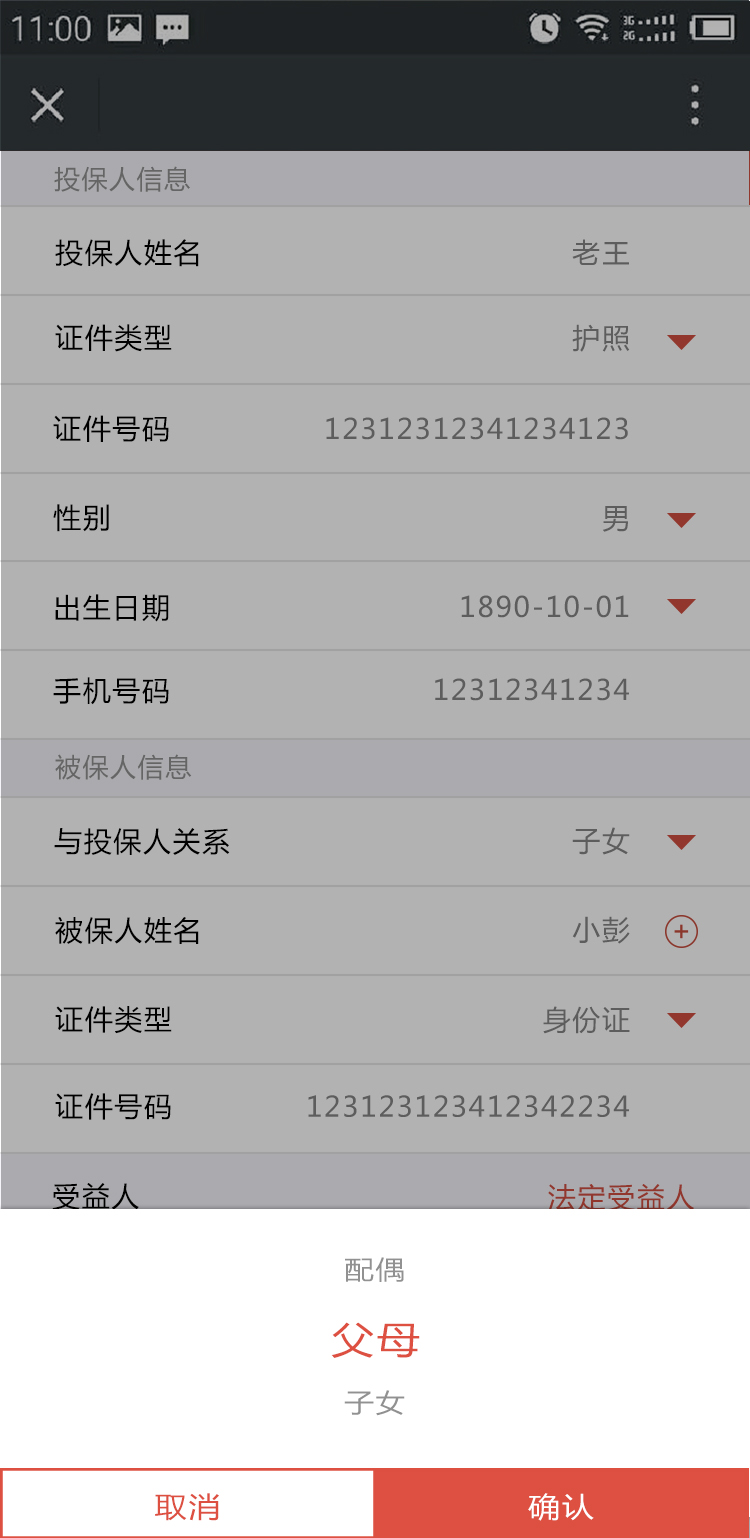 11:00 3G 2G
投保人信息
投保人姓名 老王
证件类型 护照
证件号码 12312312341234123
性别 男
出生日期 1890-10-01
手机号码 12312341234
被保人信息
与投保人关系 子女
被保人姓名 小彭
证件类型 身份证
证件号码 123123123412342234
受益人 法定受益人
配偶
父母
子女
取消 确认